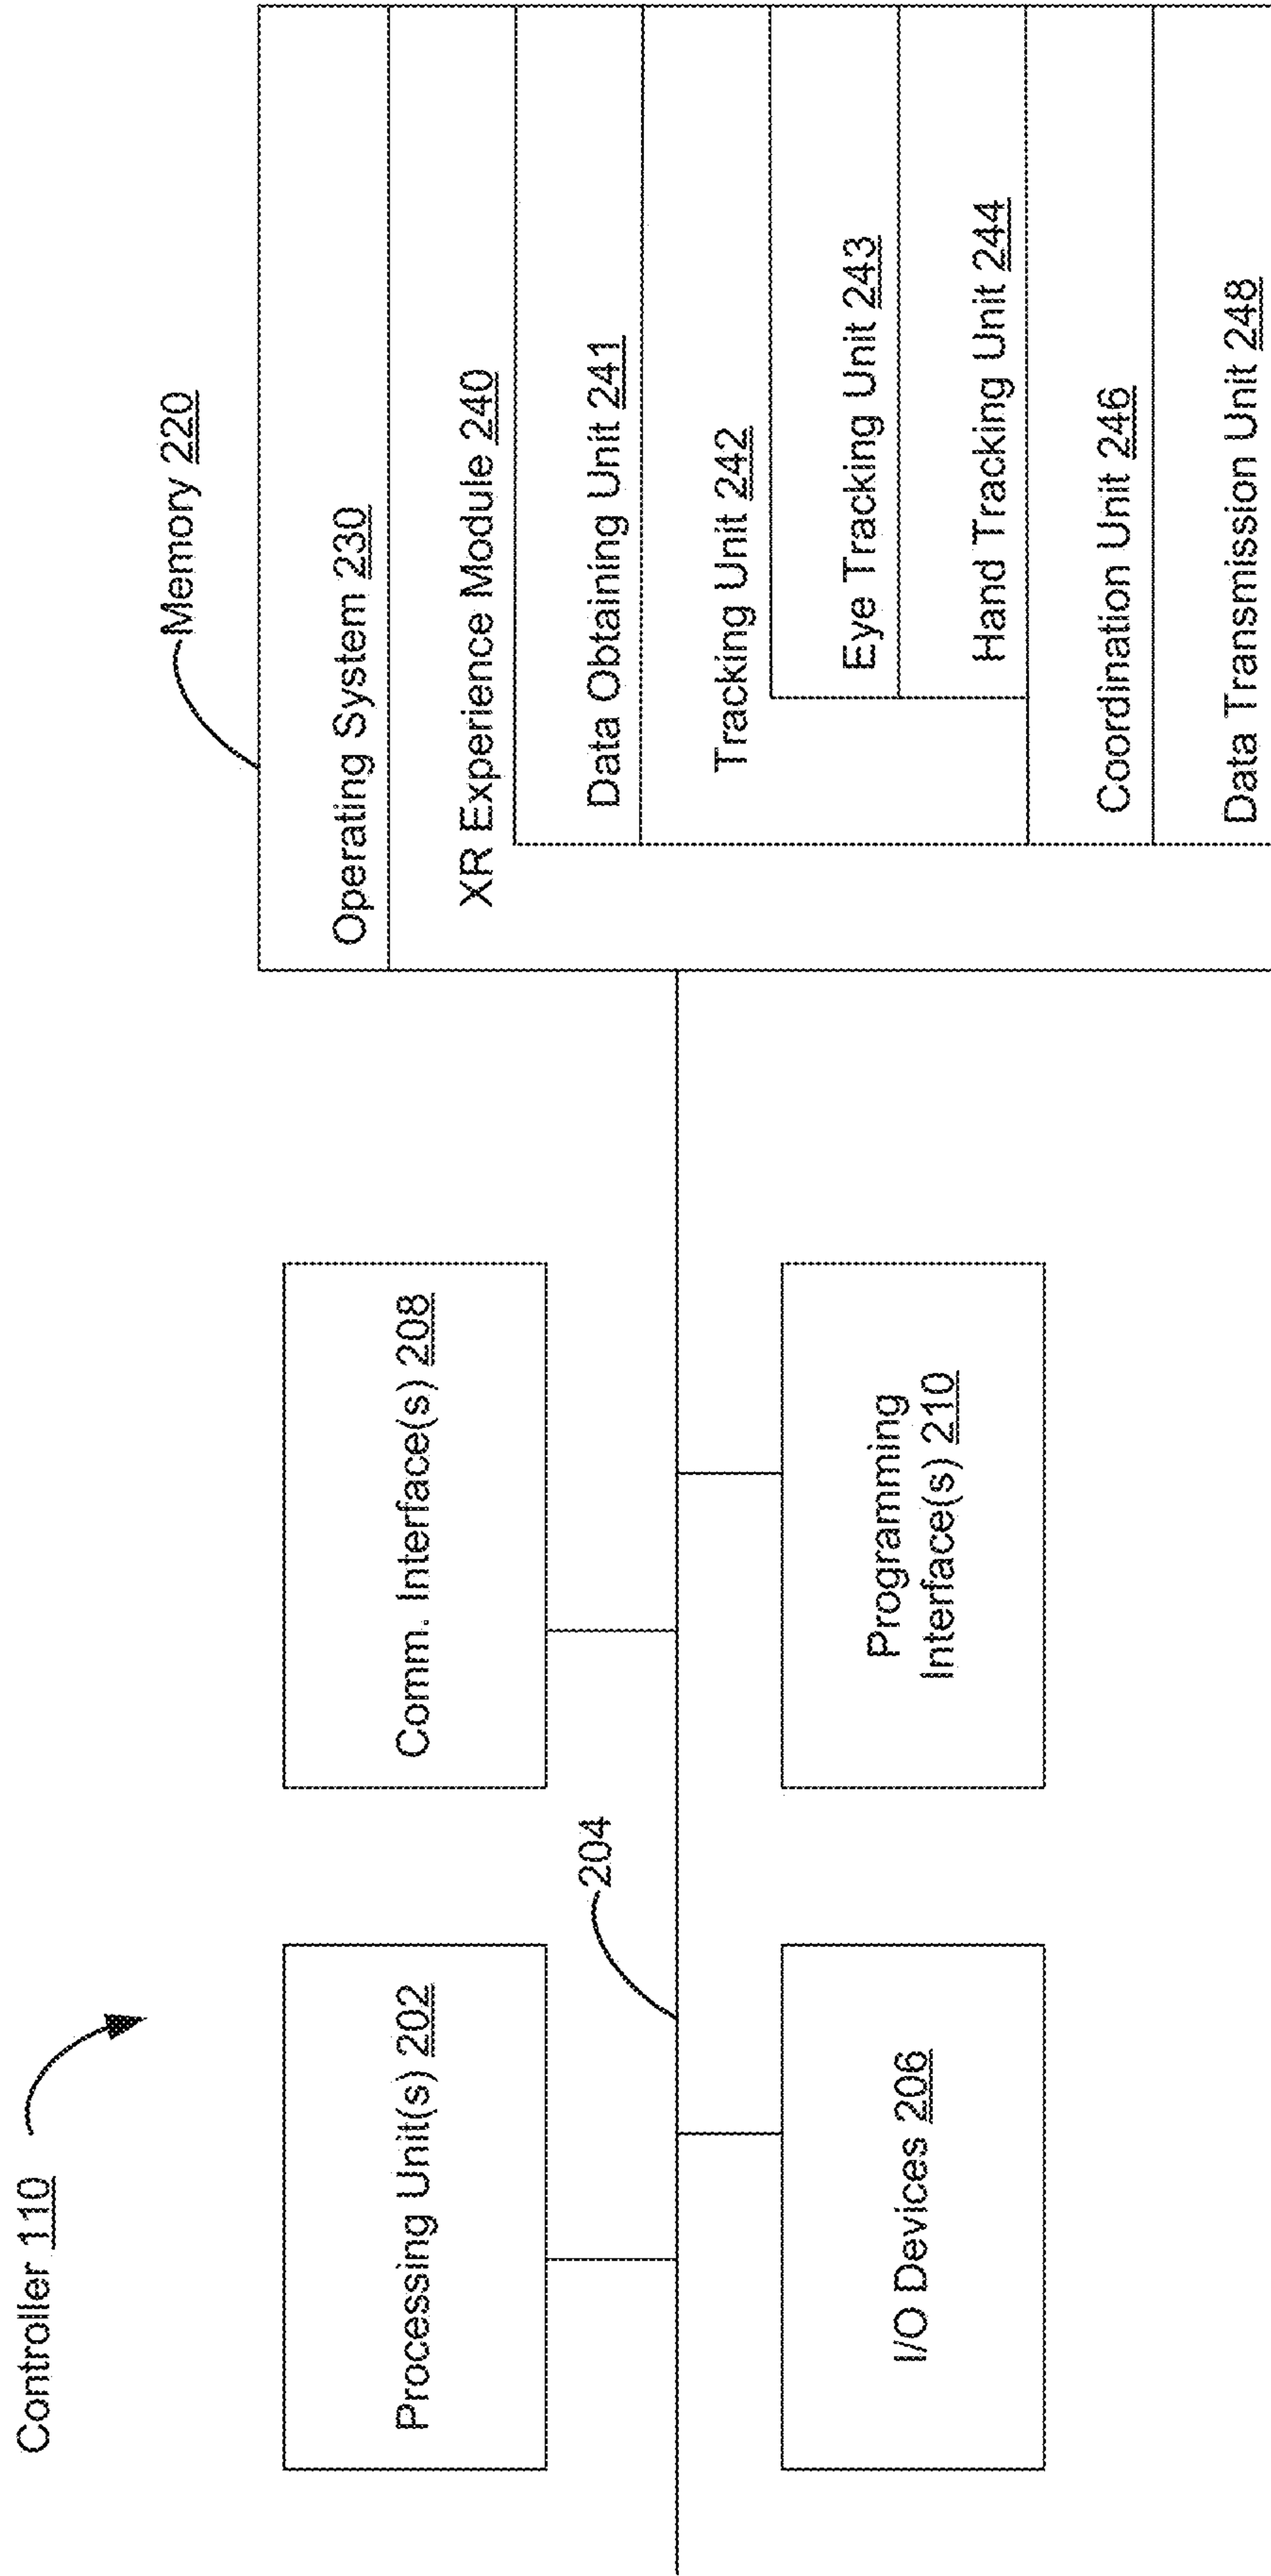 Controller 110
Memory 220
Processing Unit(s) 202
Comm. Interface(s) 208
204
I/O Devices 206
Programming
Interface(s) 210
Operating System 230
XR Experience Module 240
Data Obtaining Unit 241
Tracking Unit 242
Eye Tracking Unit 243
Hand Tracking Unit 244
Coordination Unit 246
Data Transmission Unit 248